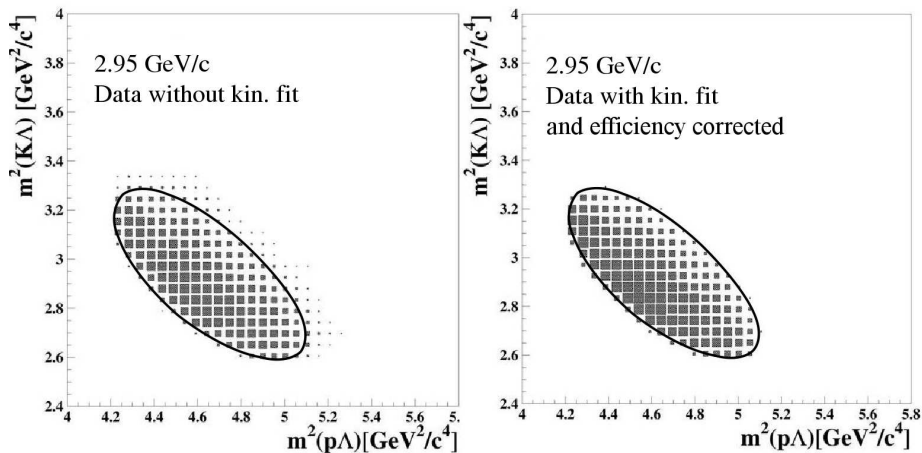 4
3.8
3.6
3.4
3.2
3
2.8
2.6
2.4
m²(KΛ) [GeV²/c⁴]
2.95 GeV/c
Data without kin. fit
4 4.2 4.4 4.6 4.8 5 5.2 5.4 5.6 5.
m²(pΛ)[GeV²/c⁴]
4
3.8
3.6
3.4
3.2
3
2.8
2.6
2.4
m²(KΛ) [GeV²/c⁴]
2.95 GeV/c
Data with kin. fit
and efficiency corrected
4 4.2 4.4 4.6 4.8 5 5.2 5.4 5.6 5.8
m²(pΛ)[GeV²/c⁴]